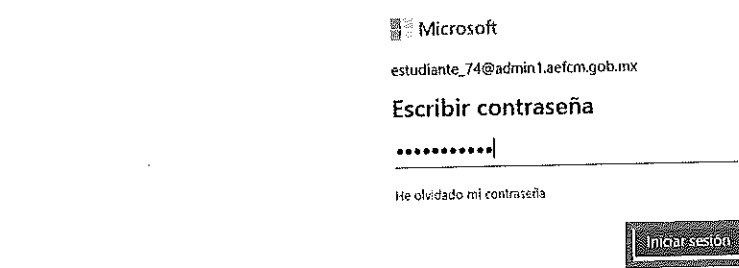 Microsoft
estudiante_74@admin1.aefcm.gob.mx
Escribir contraseña
He olvidado mi contraseña
Iniciar sesión